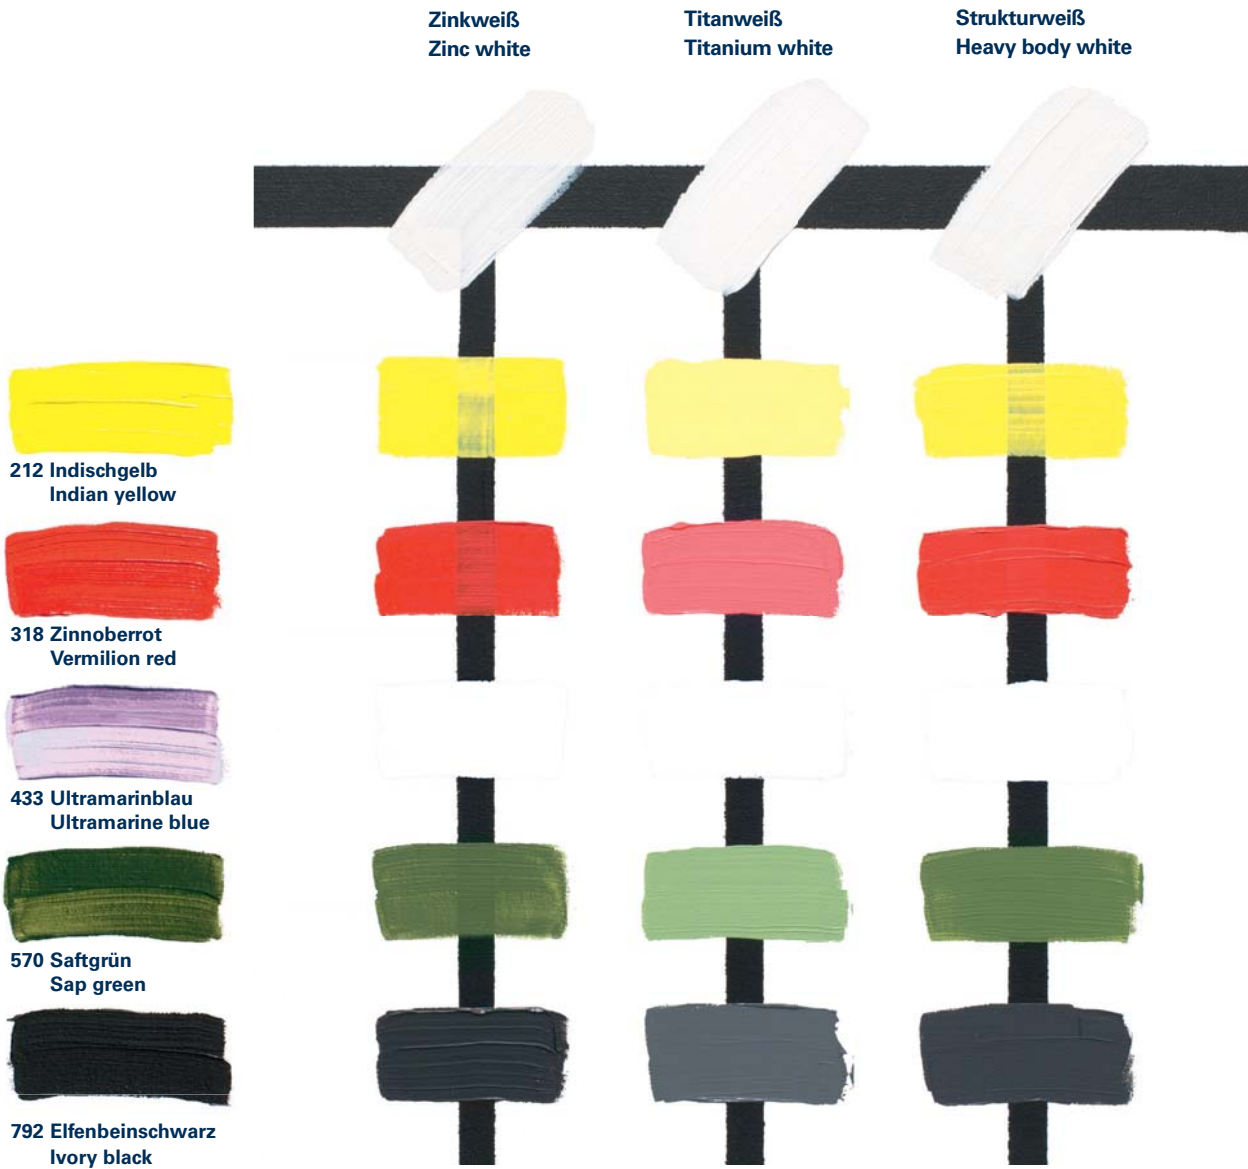 Zinkweiß
Zinc white
Titanweiß
Titanium white
Strukturweiß
Heavy body white
212 Indischgelb
Indian yellow
318 Zinnoberrot
Vermilion red
433 Ultramarinblau
Ultramarine blue
570 Saftgrün
Sap green
792 Elfenbeinschwarz
Ivory black